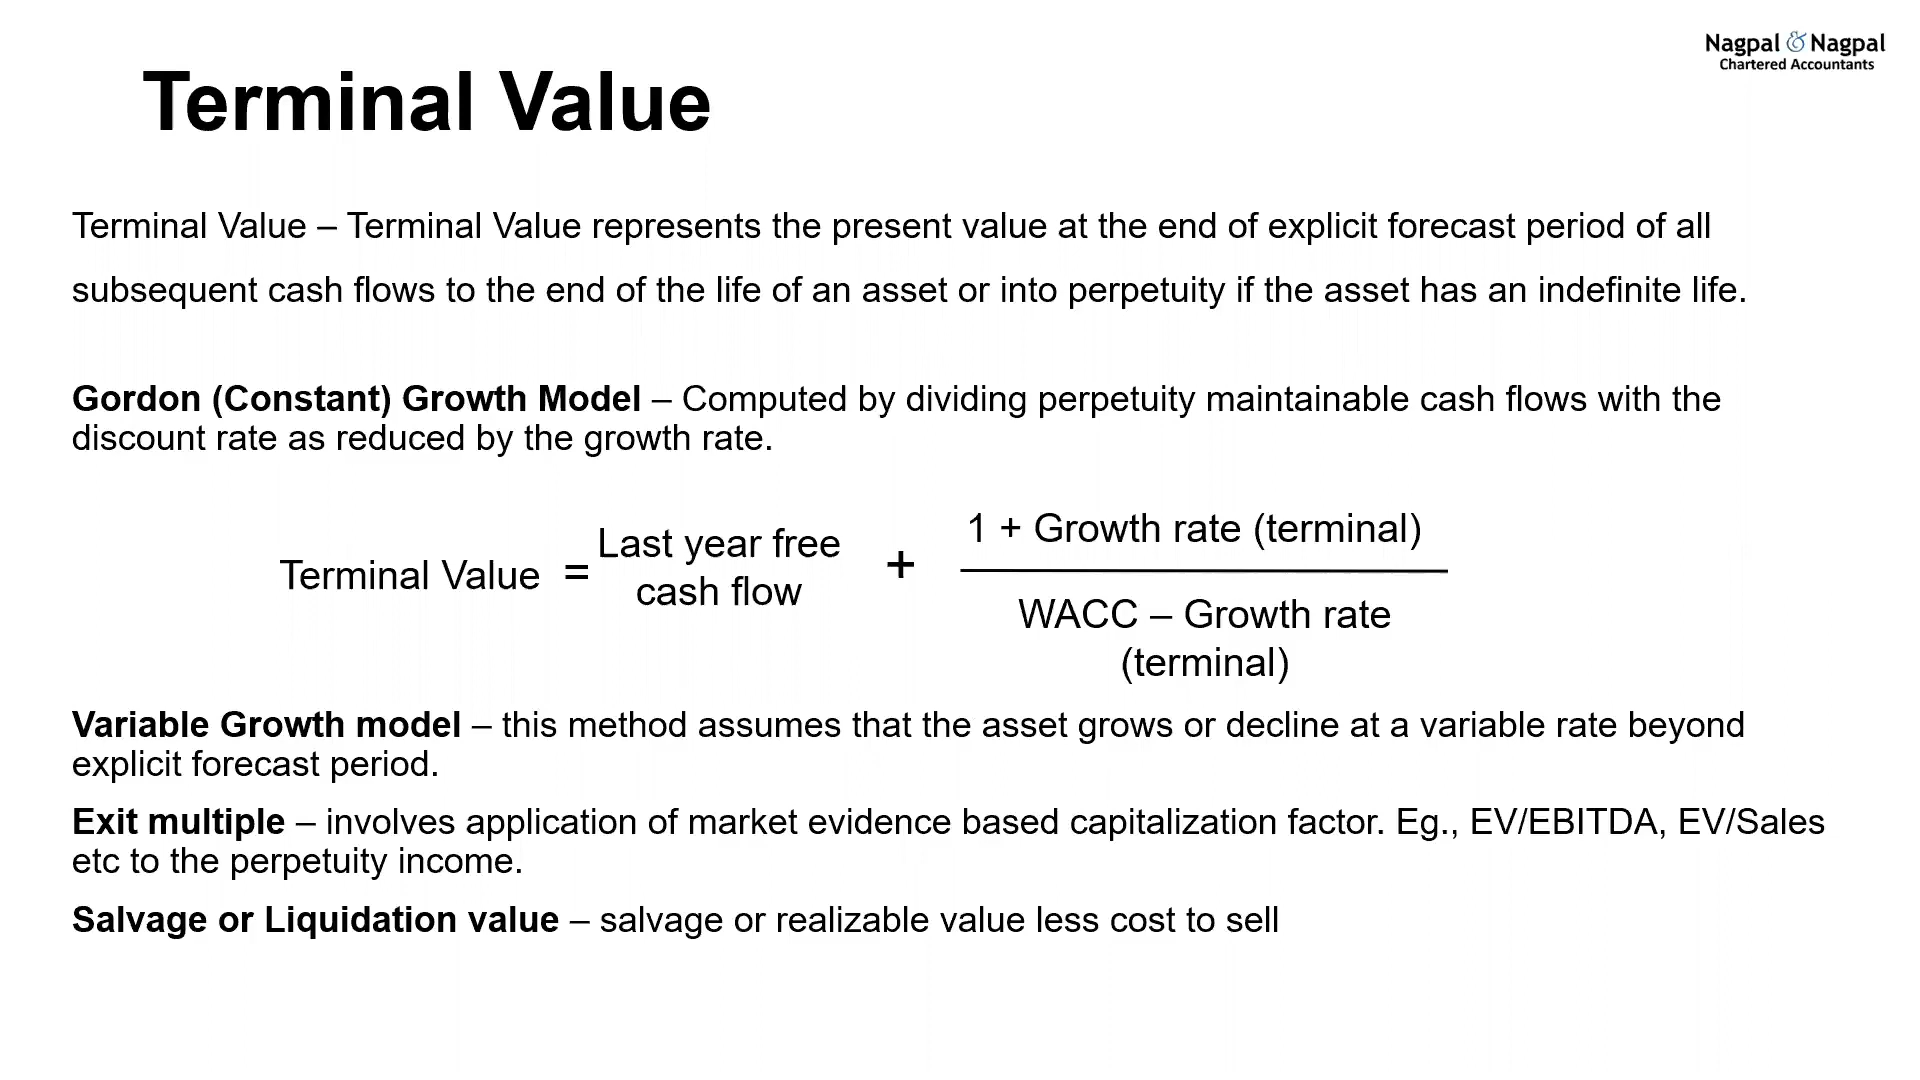 Nagpal & Nagpal
Chartered Accountants
Terminal Value
Terminal Value – Terminal Value represents the present value at the end of explicit forecast period of all
subsequent cash flows to the end of the life of an asset or into perpetuity if the asset has an indefinite life.
Gordon (Constant) Growth Model – Computed by dividing perpetuity maintainable cash flows with the
discount rate as reduced by the growth rate.
Terminal Value =
Last year free
cash flow
+
1 + Growth rate (terminal)
WACC – Growth rate
(terminal)
Variable Growth model – this method assumes that the asset grows or decline at a variable rate beyond
explicit forecast period.
Exit multiple – involves application of market evidence based capitalization factor. Eg., EV/EBITDA, EV/Sales
etc to the perpetuity income.
Salvage or Liquidation value – salvage or realizable value less cost to sell